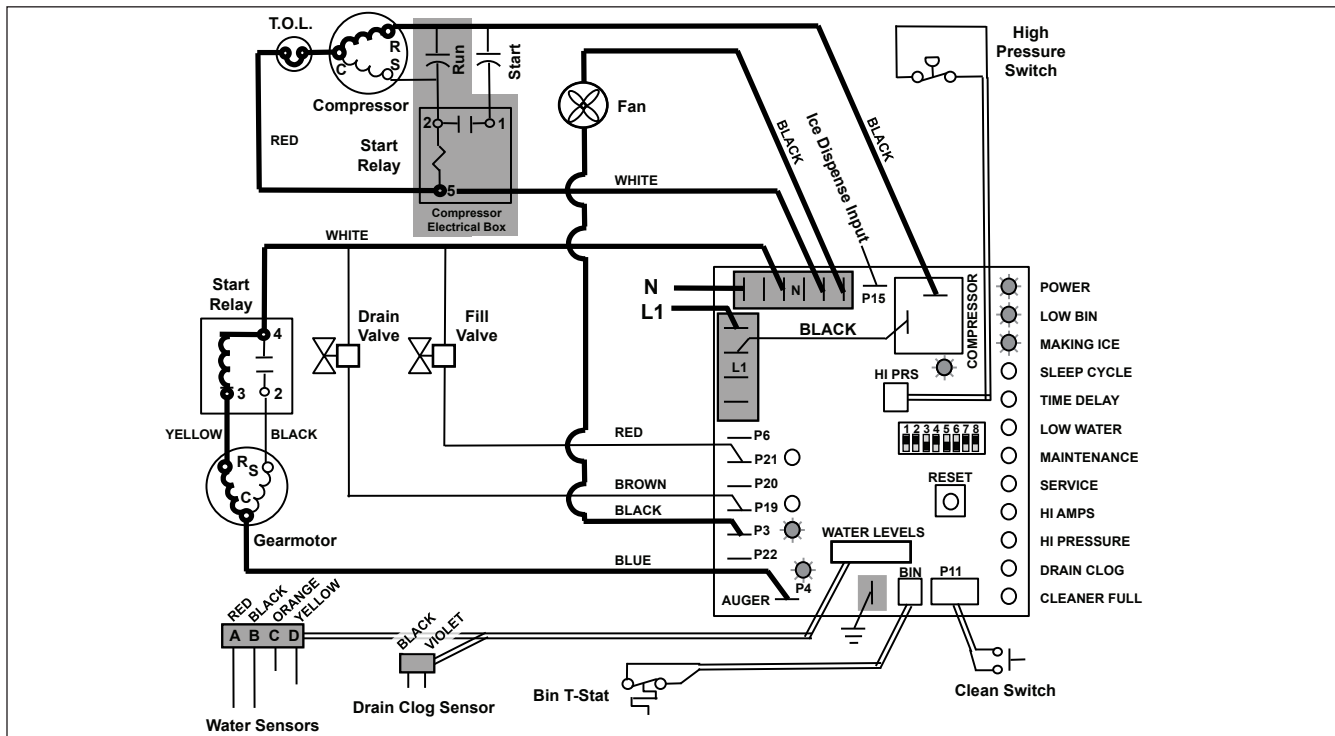 T.O.L.
R
S
C
Compressor
Run
Start
2
1
Start
Relay
5
Compressor
Electrical Box
RED
WHITE
Fan
BLACK
BLACK
Ice Dispense Input
High
Pressure
Switch
WHITE
Start
Relay
4
3
2
YELLOW
BLACK
R
S
C
Gearmotor
Drain
Valve
Fill
Valve
N
L1
N
P15
BLACK
L1
COMPRESSOR
HI PRS
1 2 3 4 5 6 7 8
RESET
POWER
LOW BIN
MAKING ICE
SLEEP CYCLE
TIME DELAY
LOW WATER
MAINTENANCE
SERVICE
HI AMPS
HI PRESSURE
DRAIN CLOG
CLEANER FULL
RED
BROWN
BLACK
BLUE
P6
P21
P20
P19
P3
P22
P4
AUGER
WATER LEVELS
BIN
P11
RED
BLACK
ORANGE
YELLOW
A B C D
Water Sensors
BLACK
VIOLET
Drain Clog Sensor
Bin T-Stat
Clean Switch